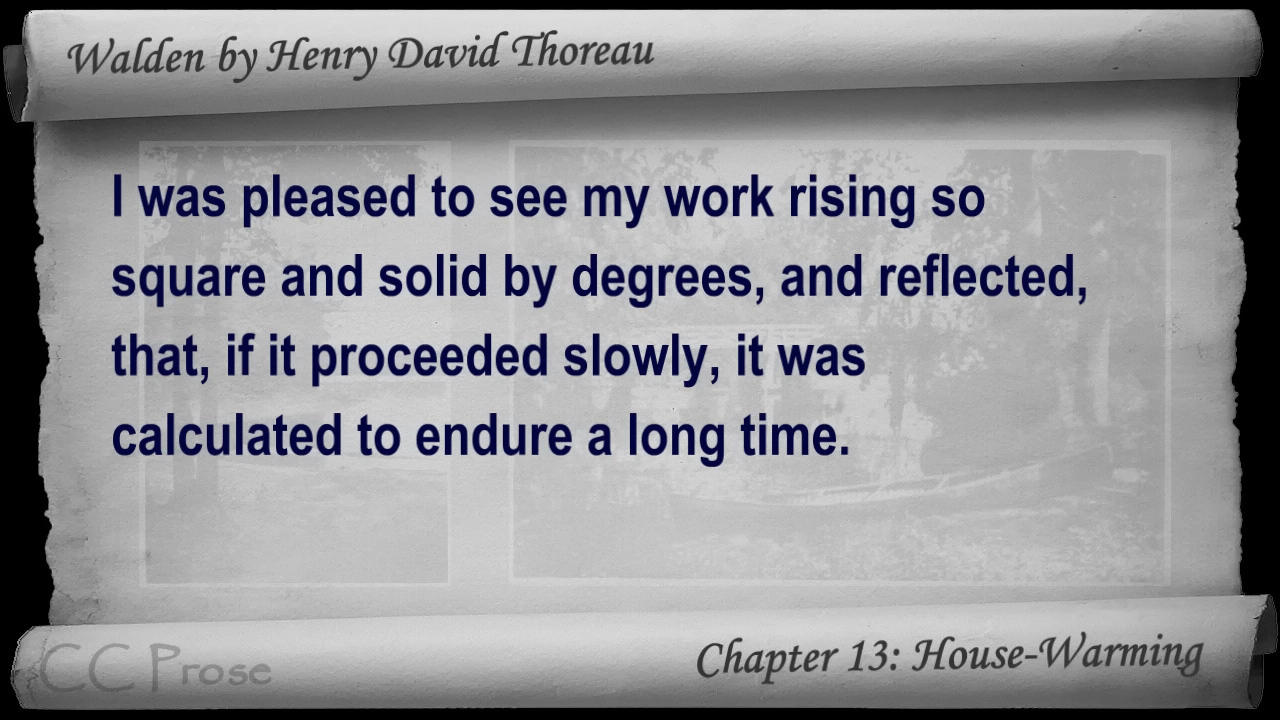 Walden by Henry David Thoreau
I was pleased to see my work rising so
square and solid by degrees, and reflected,
that, if it proceeded slowly, it was
calculated to endure a long time.
CC Prose
Chapter 13: House-Warming